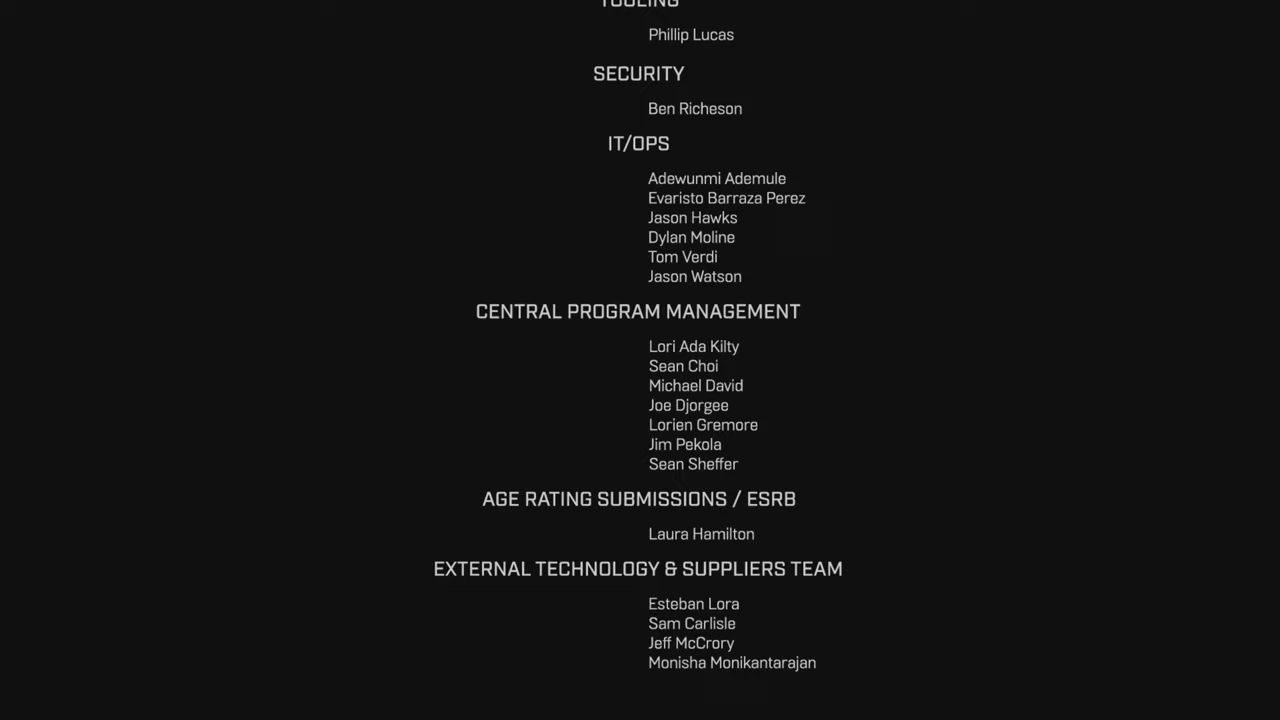 TOOLING
Phillip Lucas
SECURITY
Ben Richeson
IT/OPS
Adewunmi Ademule
Evaristo Barraza Perez
Jason Hawks
Dylan Moline
Tom Verdi
Jason Watson
CENTRAL PROGRAM MANAGEMENT
Lori Ada Kilty
Sean Choi
Michael David
Joe Djorgee
Lorien Gremore
Jim Pekola
Sean Sheffer
AGE RATING SUBMISSIONS / ESRB
Laura Hamilton
EXTERNAL TECHNOLOGY & SUPPLIERS TEAM
Esteban Lora
Sam Carlisle
Jeff McCrory
Monisha Monikantarajan